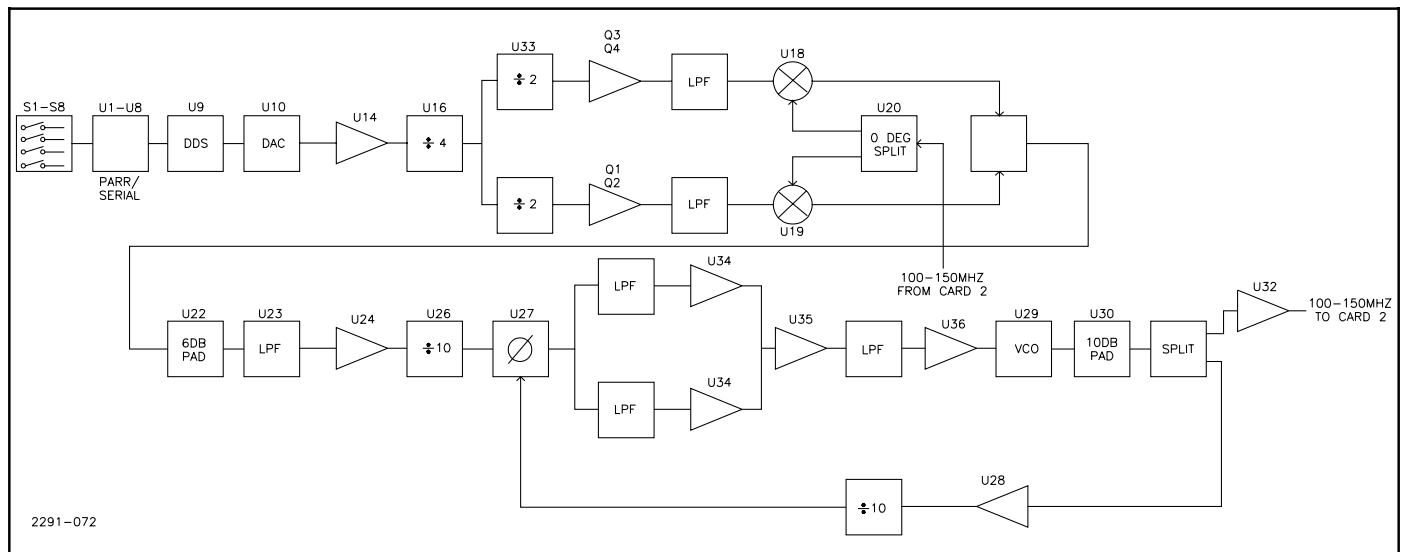 U33
÷ 2
Q3
Q4
LPF
U18
S1-S8
U1-U8
PARR/
SERIAL
U9
DDS
U10
DAC
U14
U16
÷ 4
U20
0 DEG
SPLIT
÷ 2
Q1
Q2
LPF
U19
100-150MHZ
FROM CARD 2
U22
6DB
PAD
U23
LPF
U24
U26
÷10
U27
LPF
U34
LPF
U34
U35
LPF
U36
U29
VCO
U30
10DB
PAD
SPLIT
U32
100-150MHZ
TO CARD 2
÷10
U28
2291-072